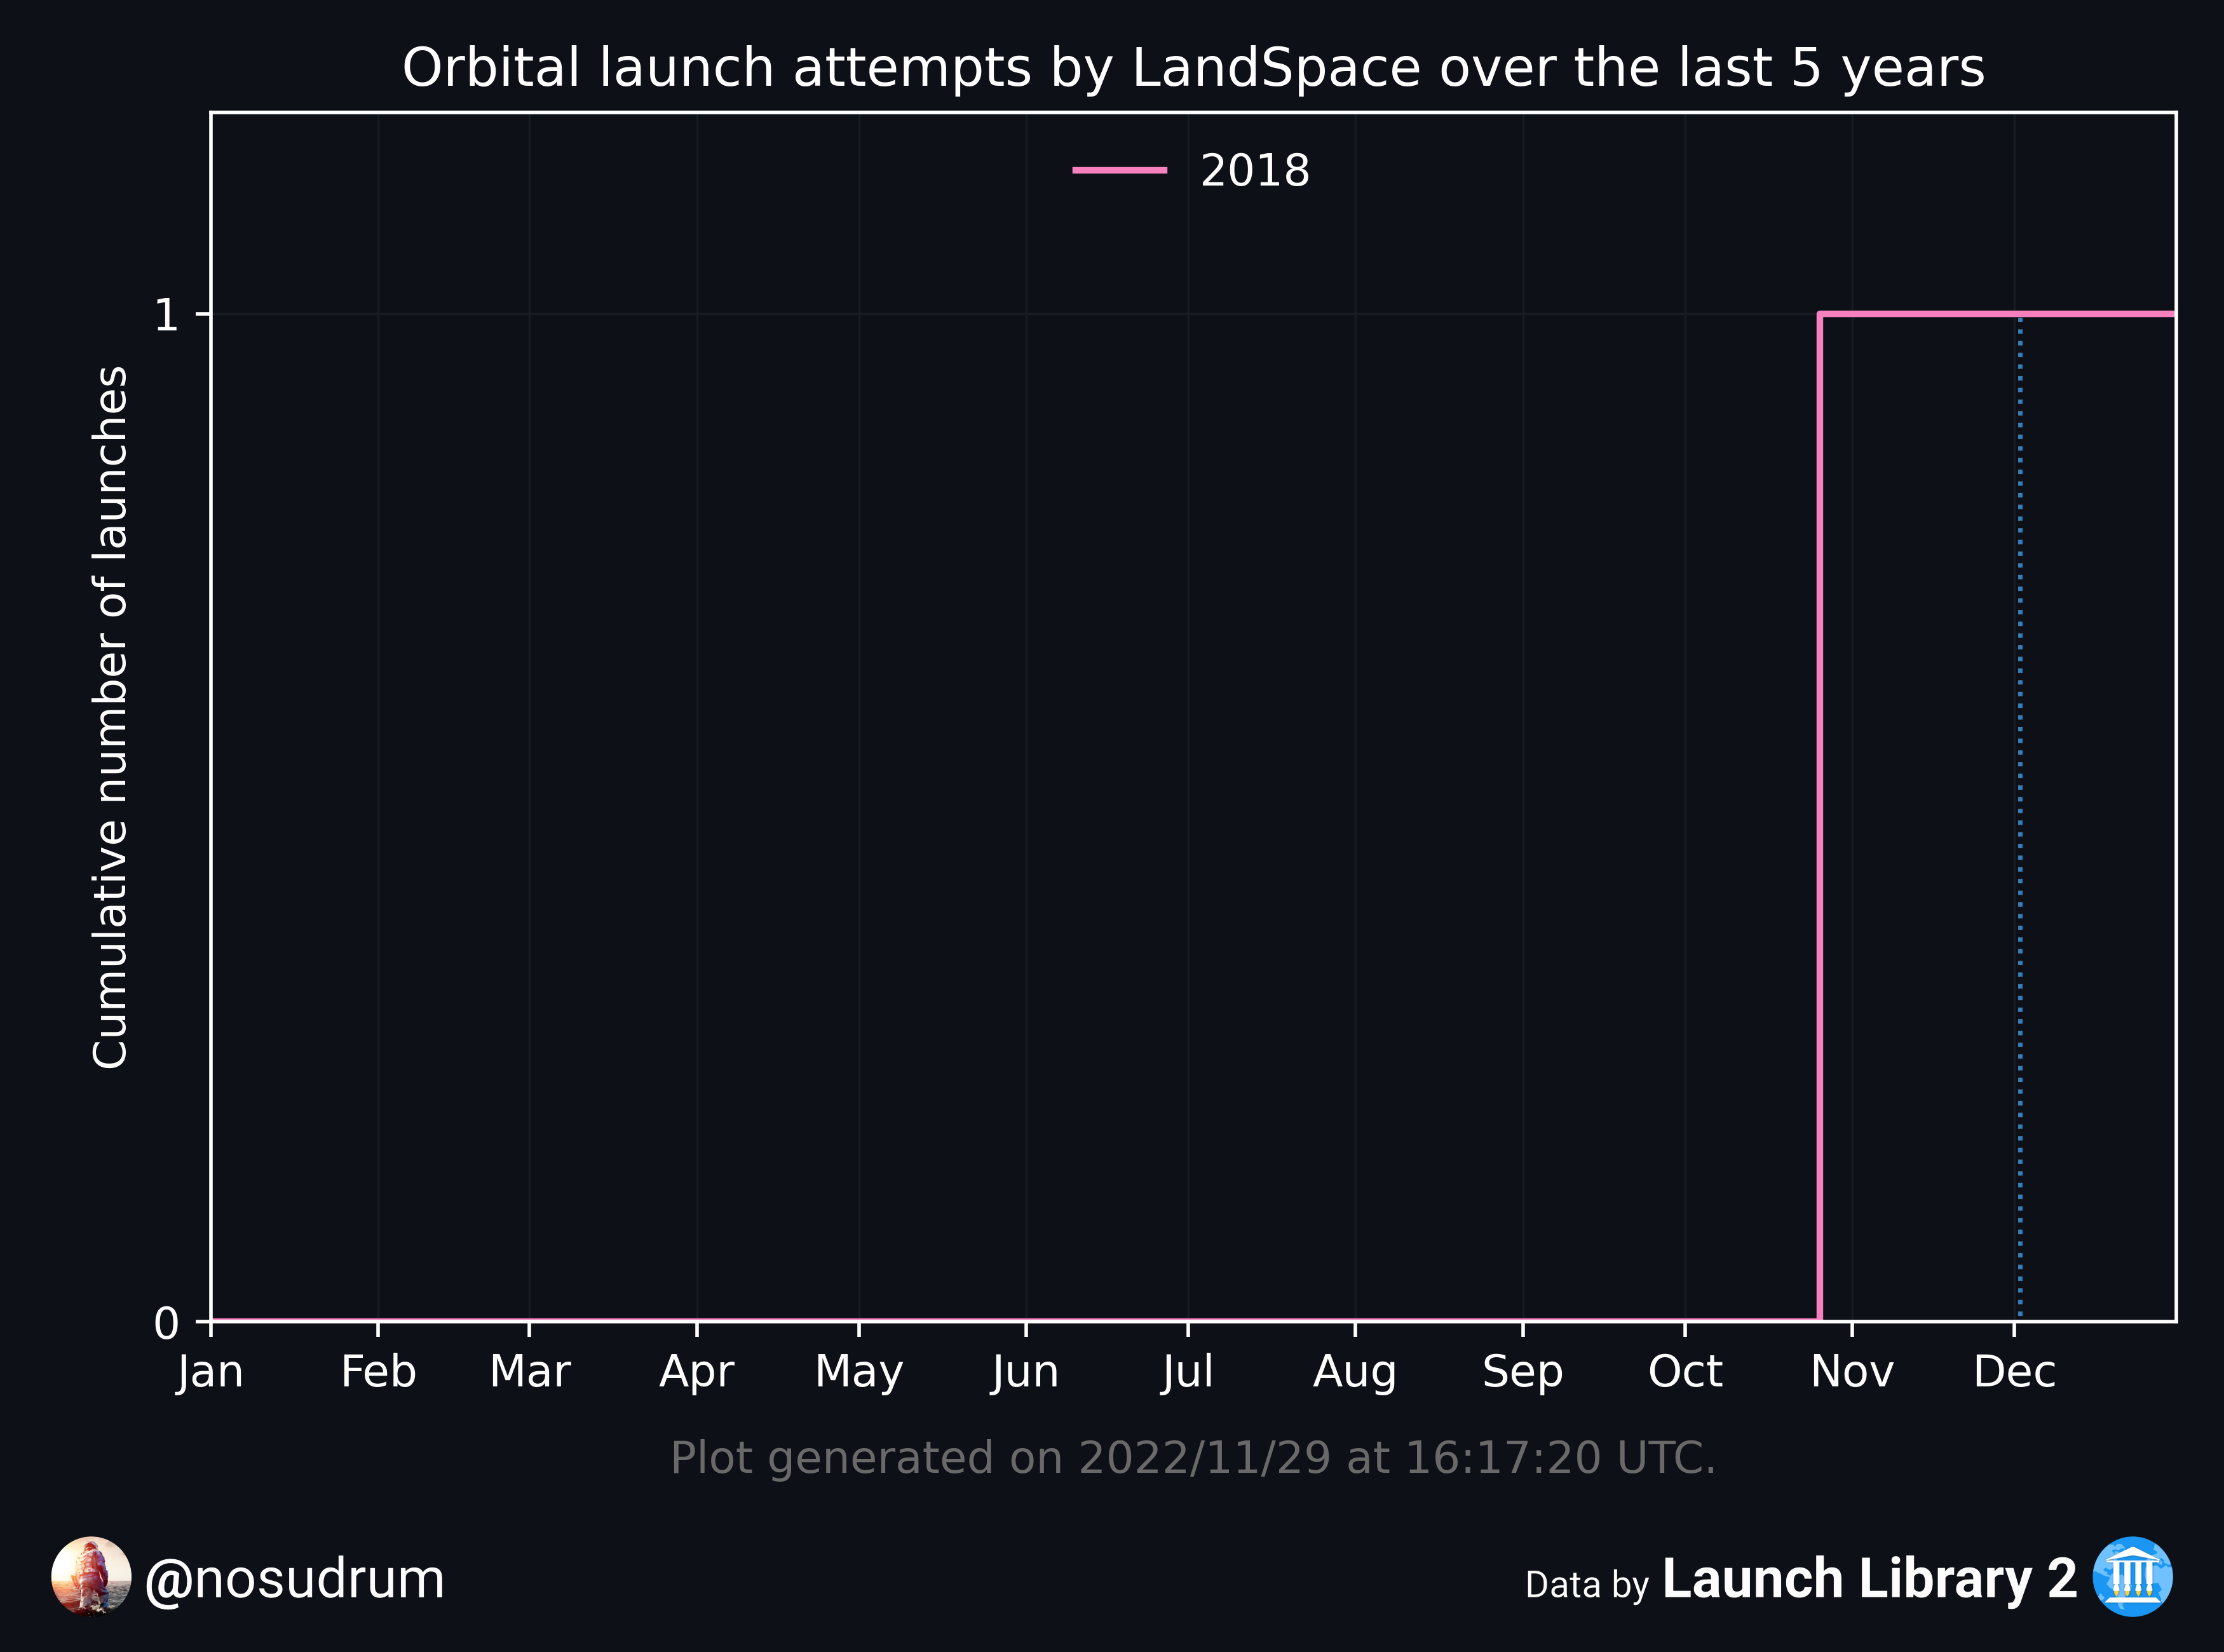 Orbital launch attempts by LandSpace over the last 5 years
2018
Cumulative number of launches
1
0
Jan Feb Mar Apr May Jun Jul Aug Sep Oct Nov Dec
Plot generated on 2022/11/29 at 16:17:20 UTC.
@nosudrum
Data by Launch Library 2